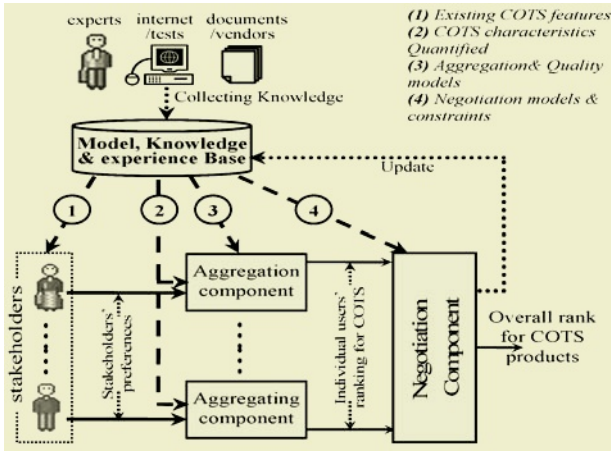 experts
internet
/tests
documents
/vendors
(1) Existing COTS features
(2) COTS characteristics
Quantified
(3) Aggregation& Quality
models
(4) Negotiation models &
constraints
Collecting Knowledge
Model, Knowledge
& experience Base
Update
1
2
3
4
stakeholders
Stakeholders'
preferences
Aggregation
component
Aggregating
component
Individual users'
ranking for COTS
Negotiation
Component
Overall rank
for COTS
products